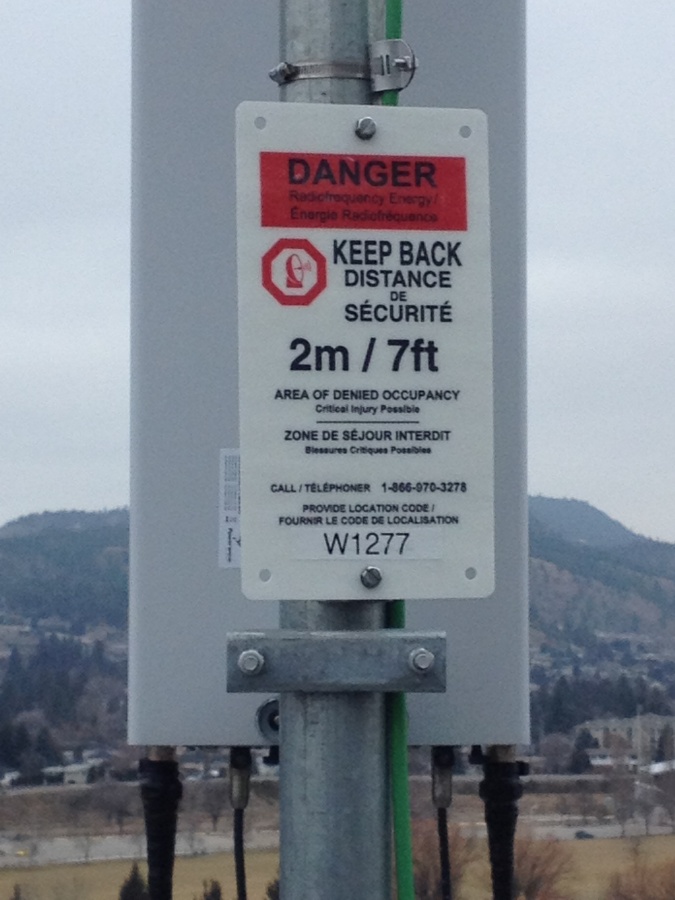 DANGER
Radiofrequency Energy/
Énergie Radiofréquence
KEEP BACK
DISTANCE
DE
SÉCURITÉ
2m / 7ft
AREA OF DENIED OCCUPANCY
Critical Injury Possible
ZONE DE SÉJOUR INTERDIT
Blessures Critiques Possibles
CALL / TÉLÉPHONER 1-866-970-3278
PROVIDE LOCATION CODE /
FOURNIR LE CODE DE LOCALISATION
W1277